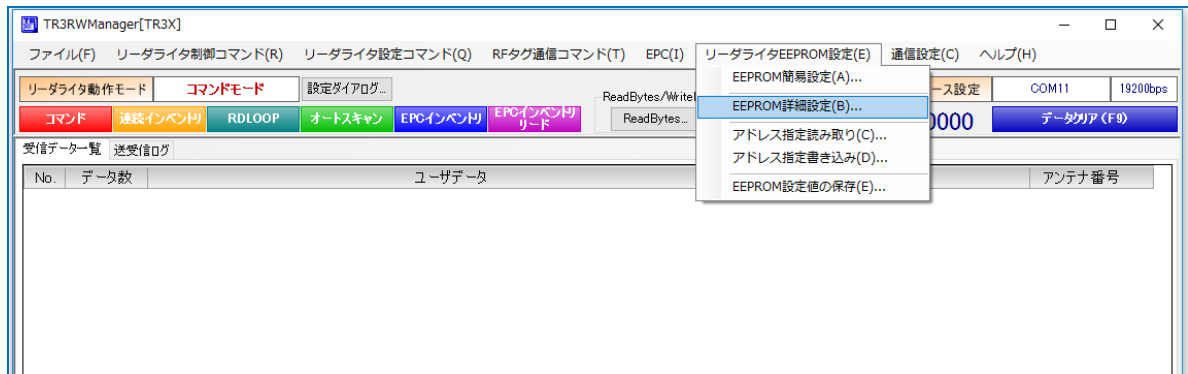 TR3RWManager[TR3X]
ファイル(F) リーダライタ制御コマンド(R) リーダライタ設定コマンド(Q) RFタグ通信コマンド(T) EPC(I) リーダライタEEPROM設定(E) 通信設定(C) ヘルプ(H)
EEPROM簡易設定(A)...
EEPROM詳細設定(B)...
アドレス指定読み取り(C)...
アドレス指定書き込み(D)...
EEPROM設定値の保存(E)...
リーダライタ動作モード コマンドモード 設定ダイアログ... ース設定 COM11 19200bps
ReadBytes/Write
コマンド 連続インベントリ RDLOOP オートスキャン EPCインベントリ EPCインベントリリード ReadBytes... 0000 データクリア(F9)
受信データ一覧 送受信ログ
No. データ数 ユーザデータ アンテナ番号